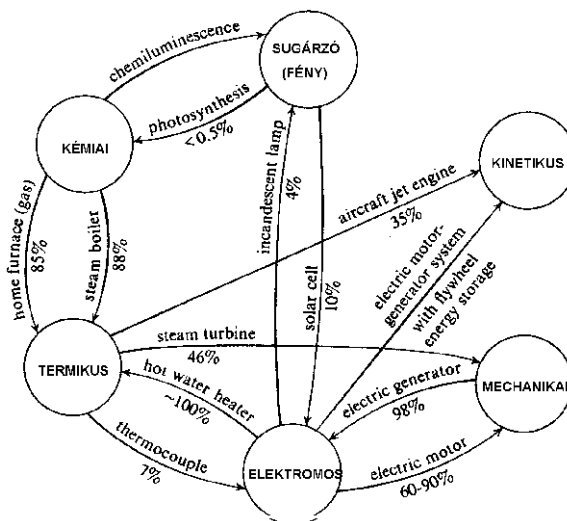 chemiluminescence
SUGÁRZÓ
(FÉNY)
photosynthesis
<0.5%
KÉMIAI
incandescent lamp
4%
KINETIKUS
aircraft jet engine
35%
home furnace (gas)
85%
steam boiler
88%
solar cell
10%
electric motor-
generator system
with flywheel
energy storage
TERMIKUS
steam turbine
46%
hot water heater
~100%
electric generator
98%
MECHANIKAI
thermocouple
7%
ELEKTROMOS
electric motor
60-90%